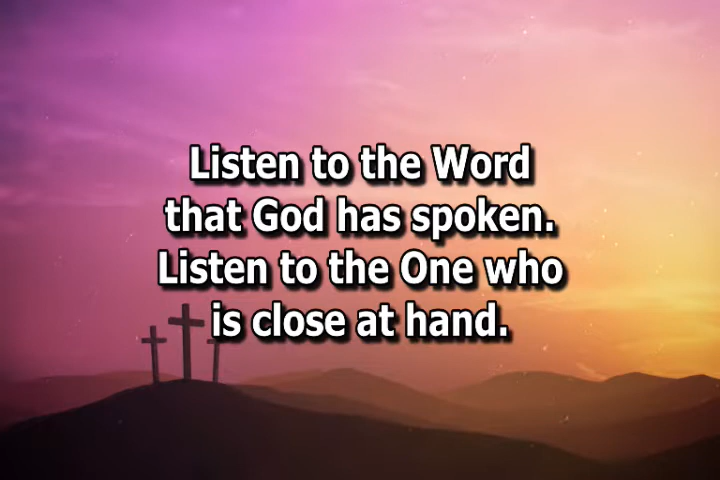 Listen to the Word
that God has spoken.
Listen to the One who
is close at hand.